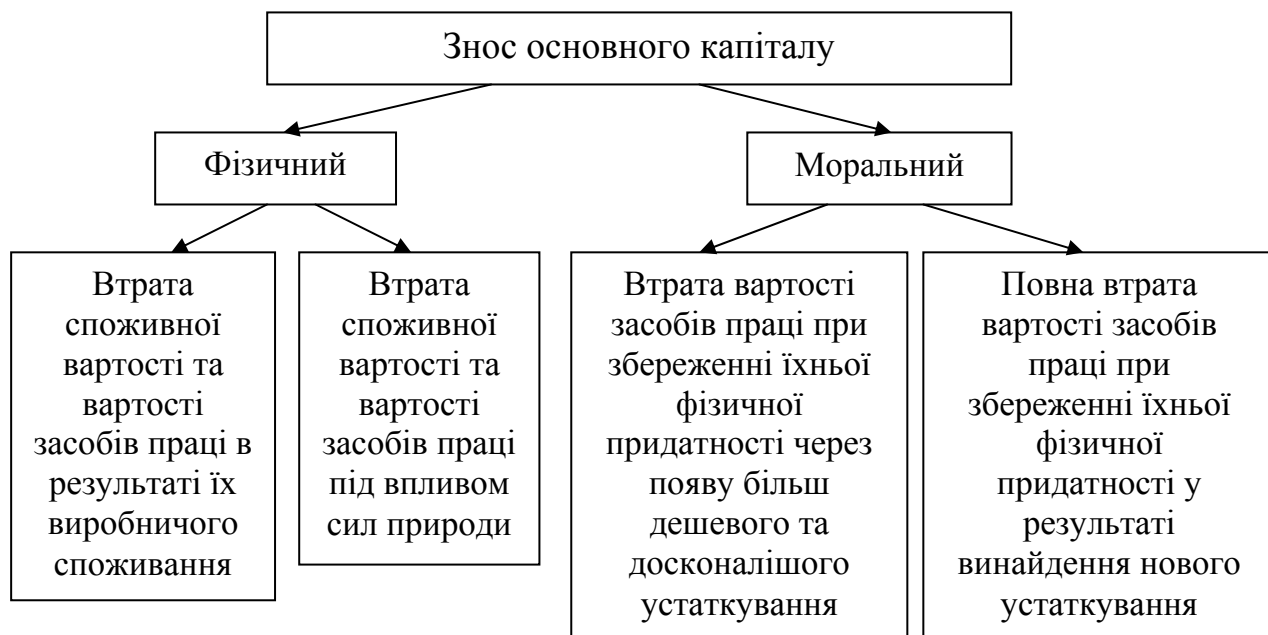 Знос основного капіталу
Фізичний
Моральний
Втрата
споживної
вартості та
вартості
засобів праці в
результаті їх
виробничого
споживання
Втрата
споживної
вартості та
вартості
засобів праці
під впливом
сил природи
Втрата вартості
засобів праці при
збереженні їхньої
фізичної
придатності через
появу більш
дешевого та
досконалішого
устаткування
Повна втрата
вартості засобів
праці при
збереженні їхньої
фізичної
придатності у
результаті
винайдення нового
устаткування